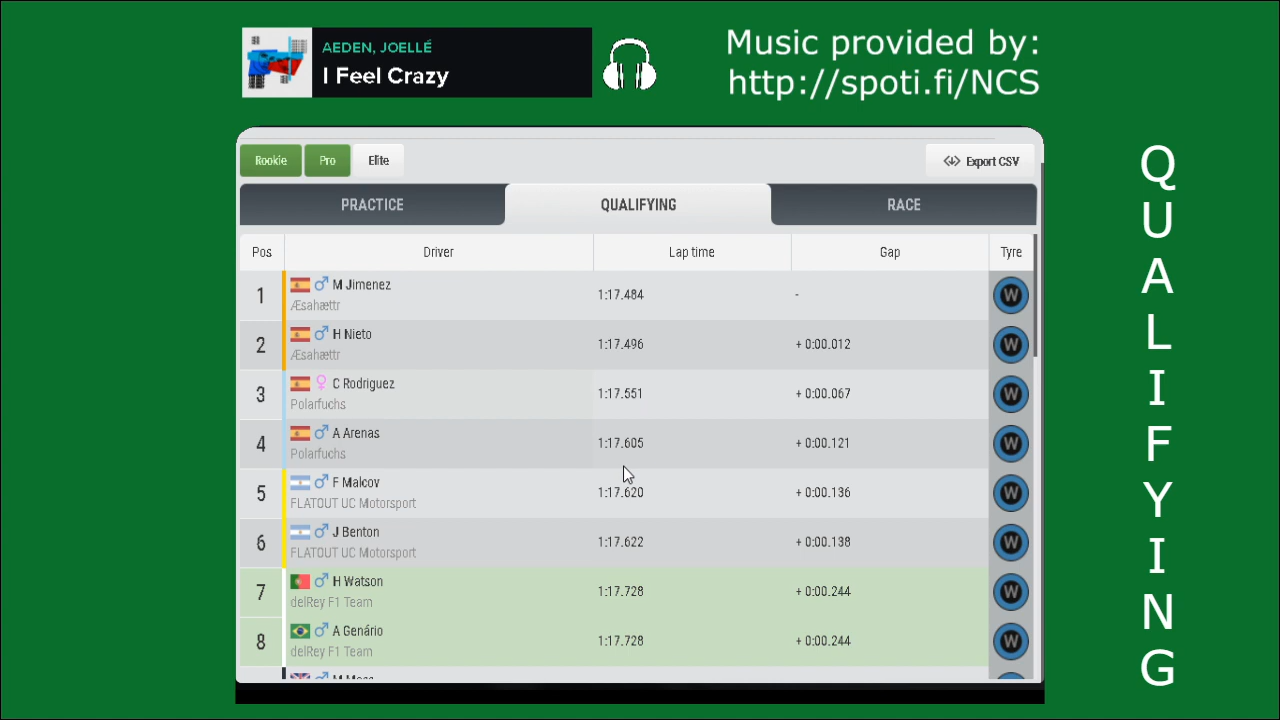 AEDEN, JOELLÉ
I Feel Crazy
Music provided by:
http://spoti.fi/NCS
Rookie Pro Elite Export CSV
PRACTICE QUALIFYING RACE
Pos Driver Lap time Gap Tyre
1 M Jimenez 1:17.484 - W
Æsahættr
2 H Nieto 1:17.496 + 0:00.012 W
Æsahættr
3 C Rodriguez 1:17.551 + 0:00.067 W
Polarfuchs
4 A Arenas 1:17.605 + 0:00.121 W
Polarfuchs
5 F Malcov 1:17.620 + 0:00.136 W
FLATOUT UC Motorsport
6 J Benton 1:17.622 + 0:00.138 W
FLATOUT UC Motorsport
7 H Watson 1:17.728 + 0:00.244 W
delRey F1 Team
8 A Genário 1:17.728 + 0:00.244 W
delRey F1 Team
QUALIFYING